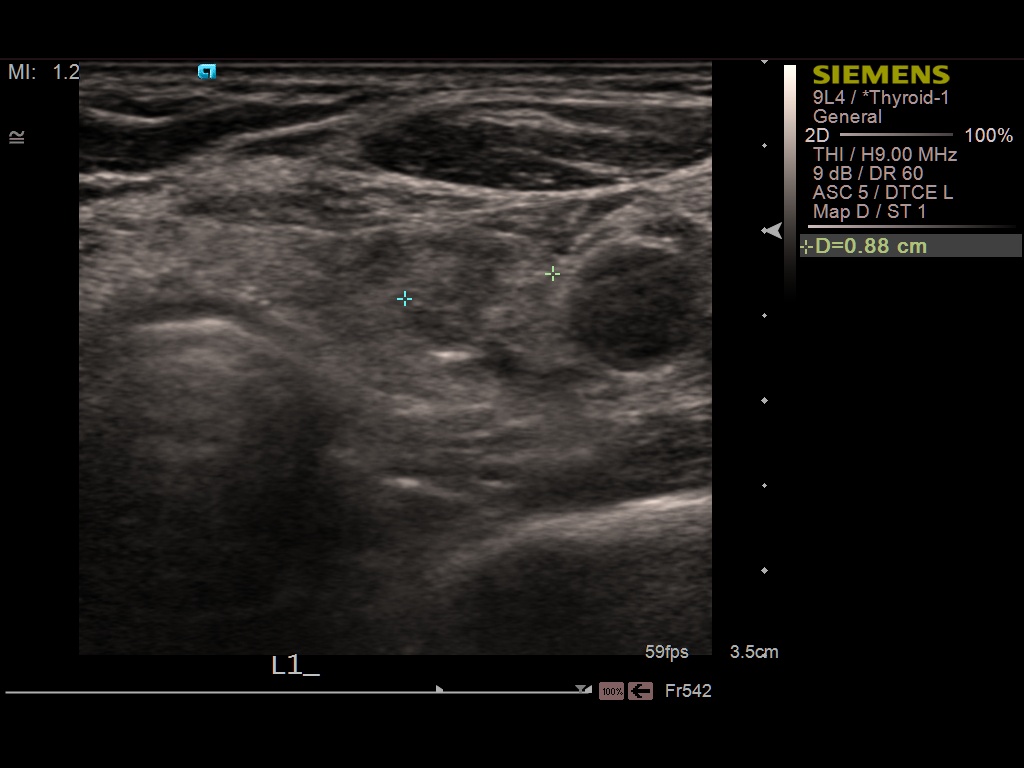 MI: 1.2
SIEMENS
9L4 / *Thyroid-1
General
2D 100%
THI / H9.00 MHz
9 dB / DR 60
ASC 5 / DTCE L
Map D / ST 1
D=0.88 cm
59fps 3.5cm
L1_
100% Fr542